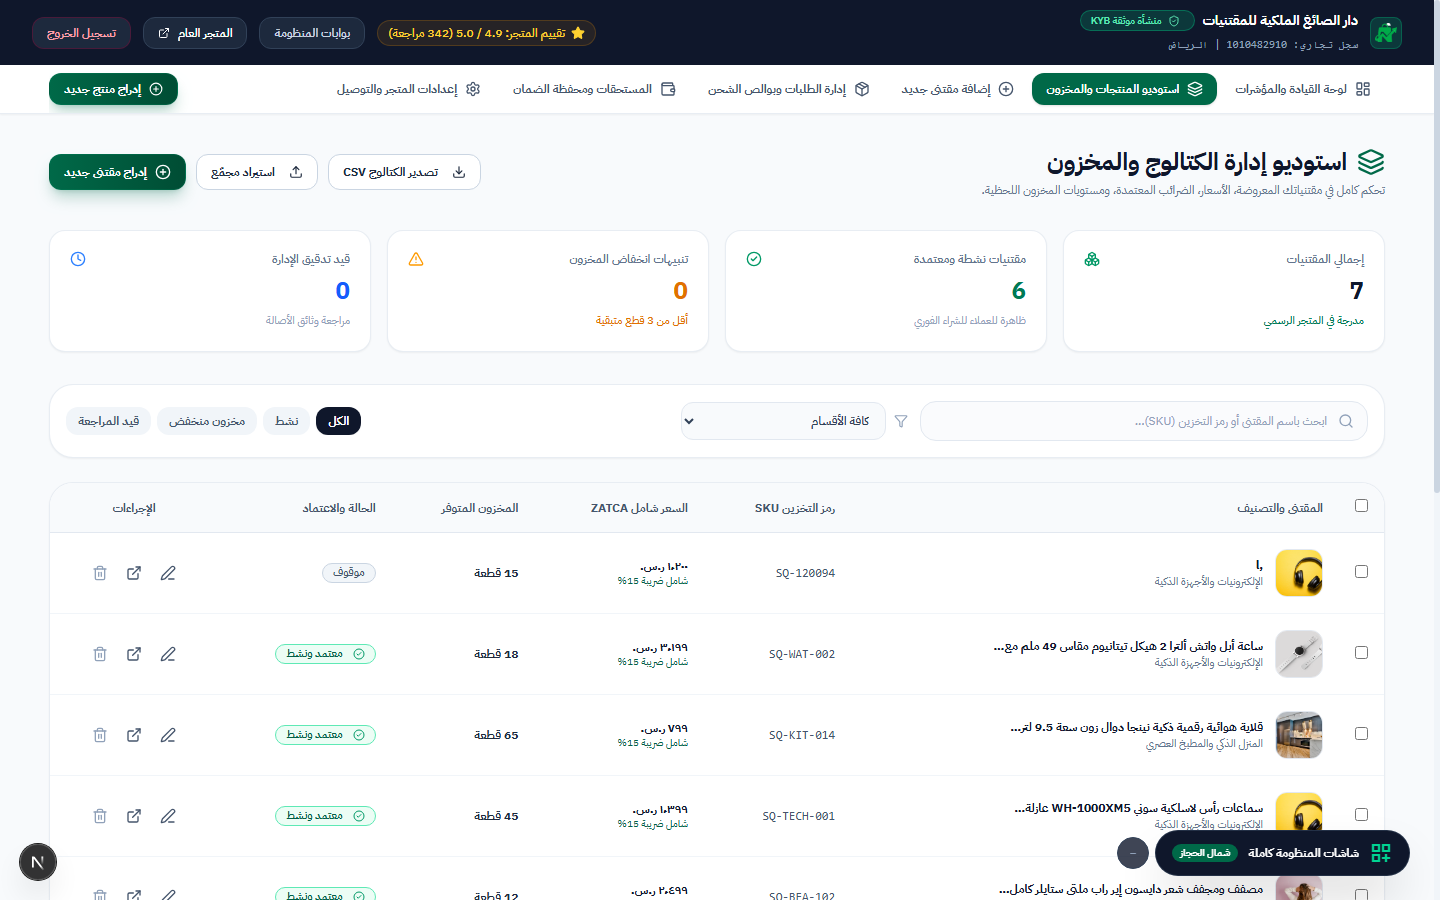 دار الصائغ الملكية للمقتنيات
منشأة موثقة KYB
سجل تجاري: 1010482910 | الرياض
تقييم المتجر: 4.9 / 5.0 (342 مراجعة)
بوابات المنظومة
المتجر العام
تسجيل الخروج
لوحة القيادة والمؤشرات
استوديو المنتجات والمخزون
إضافة مقتنى جديد
إدارة الطلبات وبوالص الشحن
المستحقات ومحفظة الضمان
إعدادات المتجر والتوصيل
إدراج منتج جديد
استوديو إدارة الكتالوج والمخزون
تحكم كامل في مقتنياتك المعروضة، الأسعار، الضرائب المعتمدة، ومستويات المخزون اللحظية.
تصدير الكتالوج CSV
استيراد مجمّع
إدراج مقتنى جديد
إجمالي المقتنيات
7
مدرجة في المتجر الرسمي
مقتنيات نشطة ومعتمدة
6
ظاهرة للعملاء للشراء الفوري
تنبيهات انخفاض المخزون
0
أقل من 3 قطع متبقية
قيد تدقيق الإدارة
0
مراجعة وثائق الأصالة
ابحث باسم المقتنى أو رمز التخزين (SKU)...
كافة الأقسام
الكل
نشط
مخزون منخفض
قيد المراجعة
المقتنى والتصنيف
رمز التخزين SKU
السعر شامل ZATCA
المخزون المتوفر
الحالة والاعتماد
الإجراءات
ا,
الإلكترونيات والأجهزة الذكية
SQ-120094
١٬٢٠٠ ر.س.
شامل ضريبة 15%
15 قطعة
موقوف
ساعة أبل واتش ألترا 2 هيكل تيتانيوم مقاس 49 ملم مع...
الإلكترونيات والأجهزة الذكية
SQ-WAT-002
٣٬١٩٩ ر.س.
شامل ضريبة 15%
18 قطعة
معتمد ونشط
قلاية هوائية رقمية ذكية نينجا دوال زون سعة 9.5 لتر...
المنزل الذكي والمطبخ العصري
SQ-KIT-014
٧٩٩ ر.س.
شامل ضريبة 15%
65 قطعة
معتمد ونشط
سماعات رأس لاسلكية سوني WH-1000XM5 عازلة...
الإلكترونيات والأجهزة الذكية
SQ-TECH-001
١٬٣٩٩ ر.س.
شامل ضريبة 15%
45 قطعة
معتمد ونشط
مصفف ومجفف شعر دايسون إير راب ملتي ستايلر كامل...
SQ-BEA-102
٢٬٤٩٩ ر.س.
12 قطعة
معتمد ونشط
شاشات المنظومة كاملة
شمال الحجاز
N